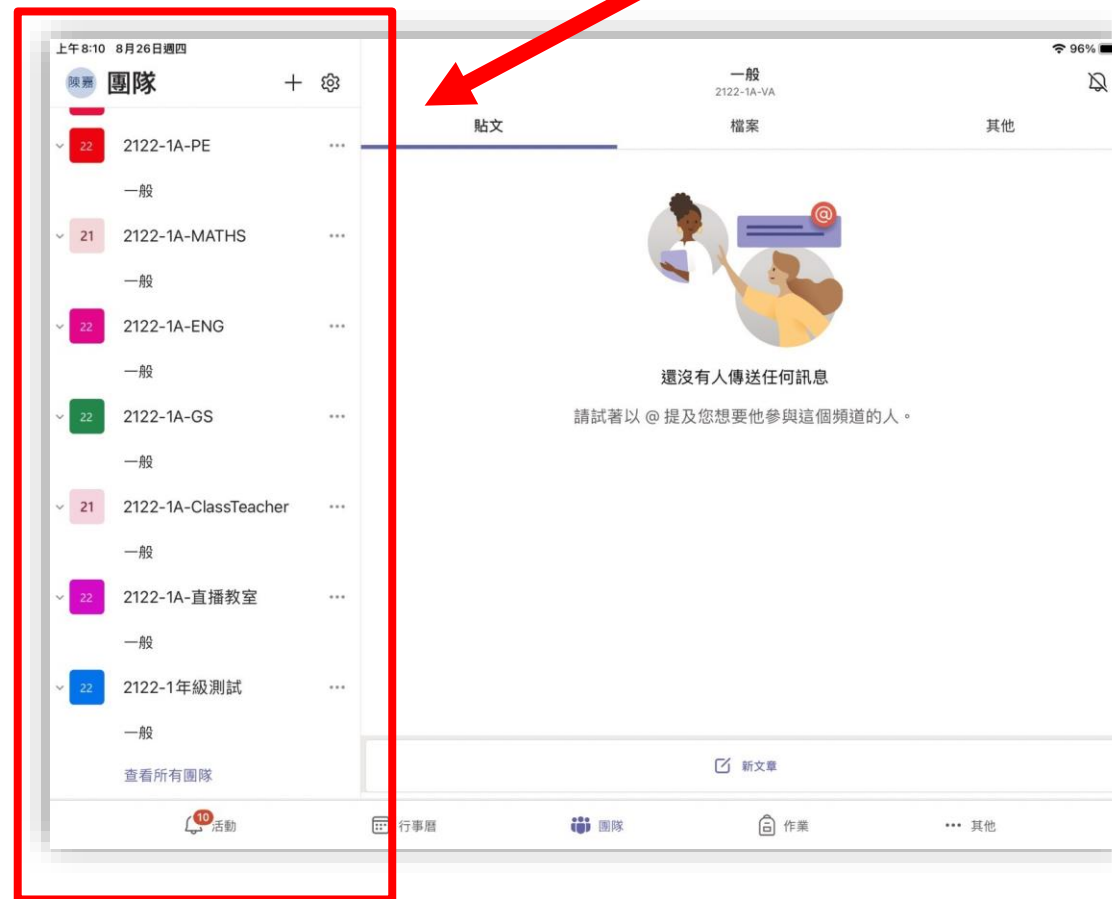 上午8:10 8月26日週四
96%
陳嘉 團隊
一般
2122-1A-VA
貼文 檔案 其他
22 2122-1A-PE
一般
21 2122-1A-MATHS
一般
22 2122-1A-ENG
一般
22 2122-1A-GS
一般
21 2122-1A-ClassTeacher
一般
22 2122-1A-直播教室
一般
22 2122-1年級測試
一般
查看所有團隊
@
還沒有人傳送任何訊息
請試著以 @ 提及您想要他參與這個頻道的人。
新文章
10 活動 行事曆 團隊 作業 其他